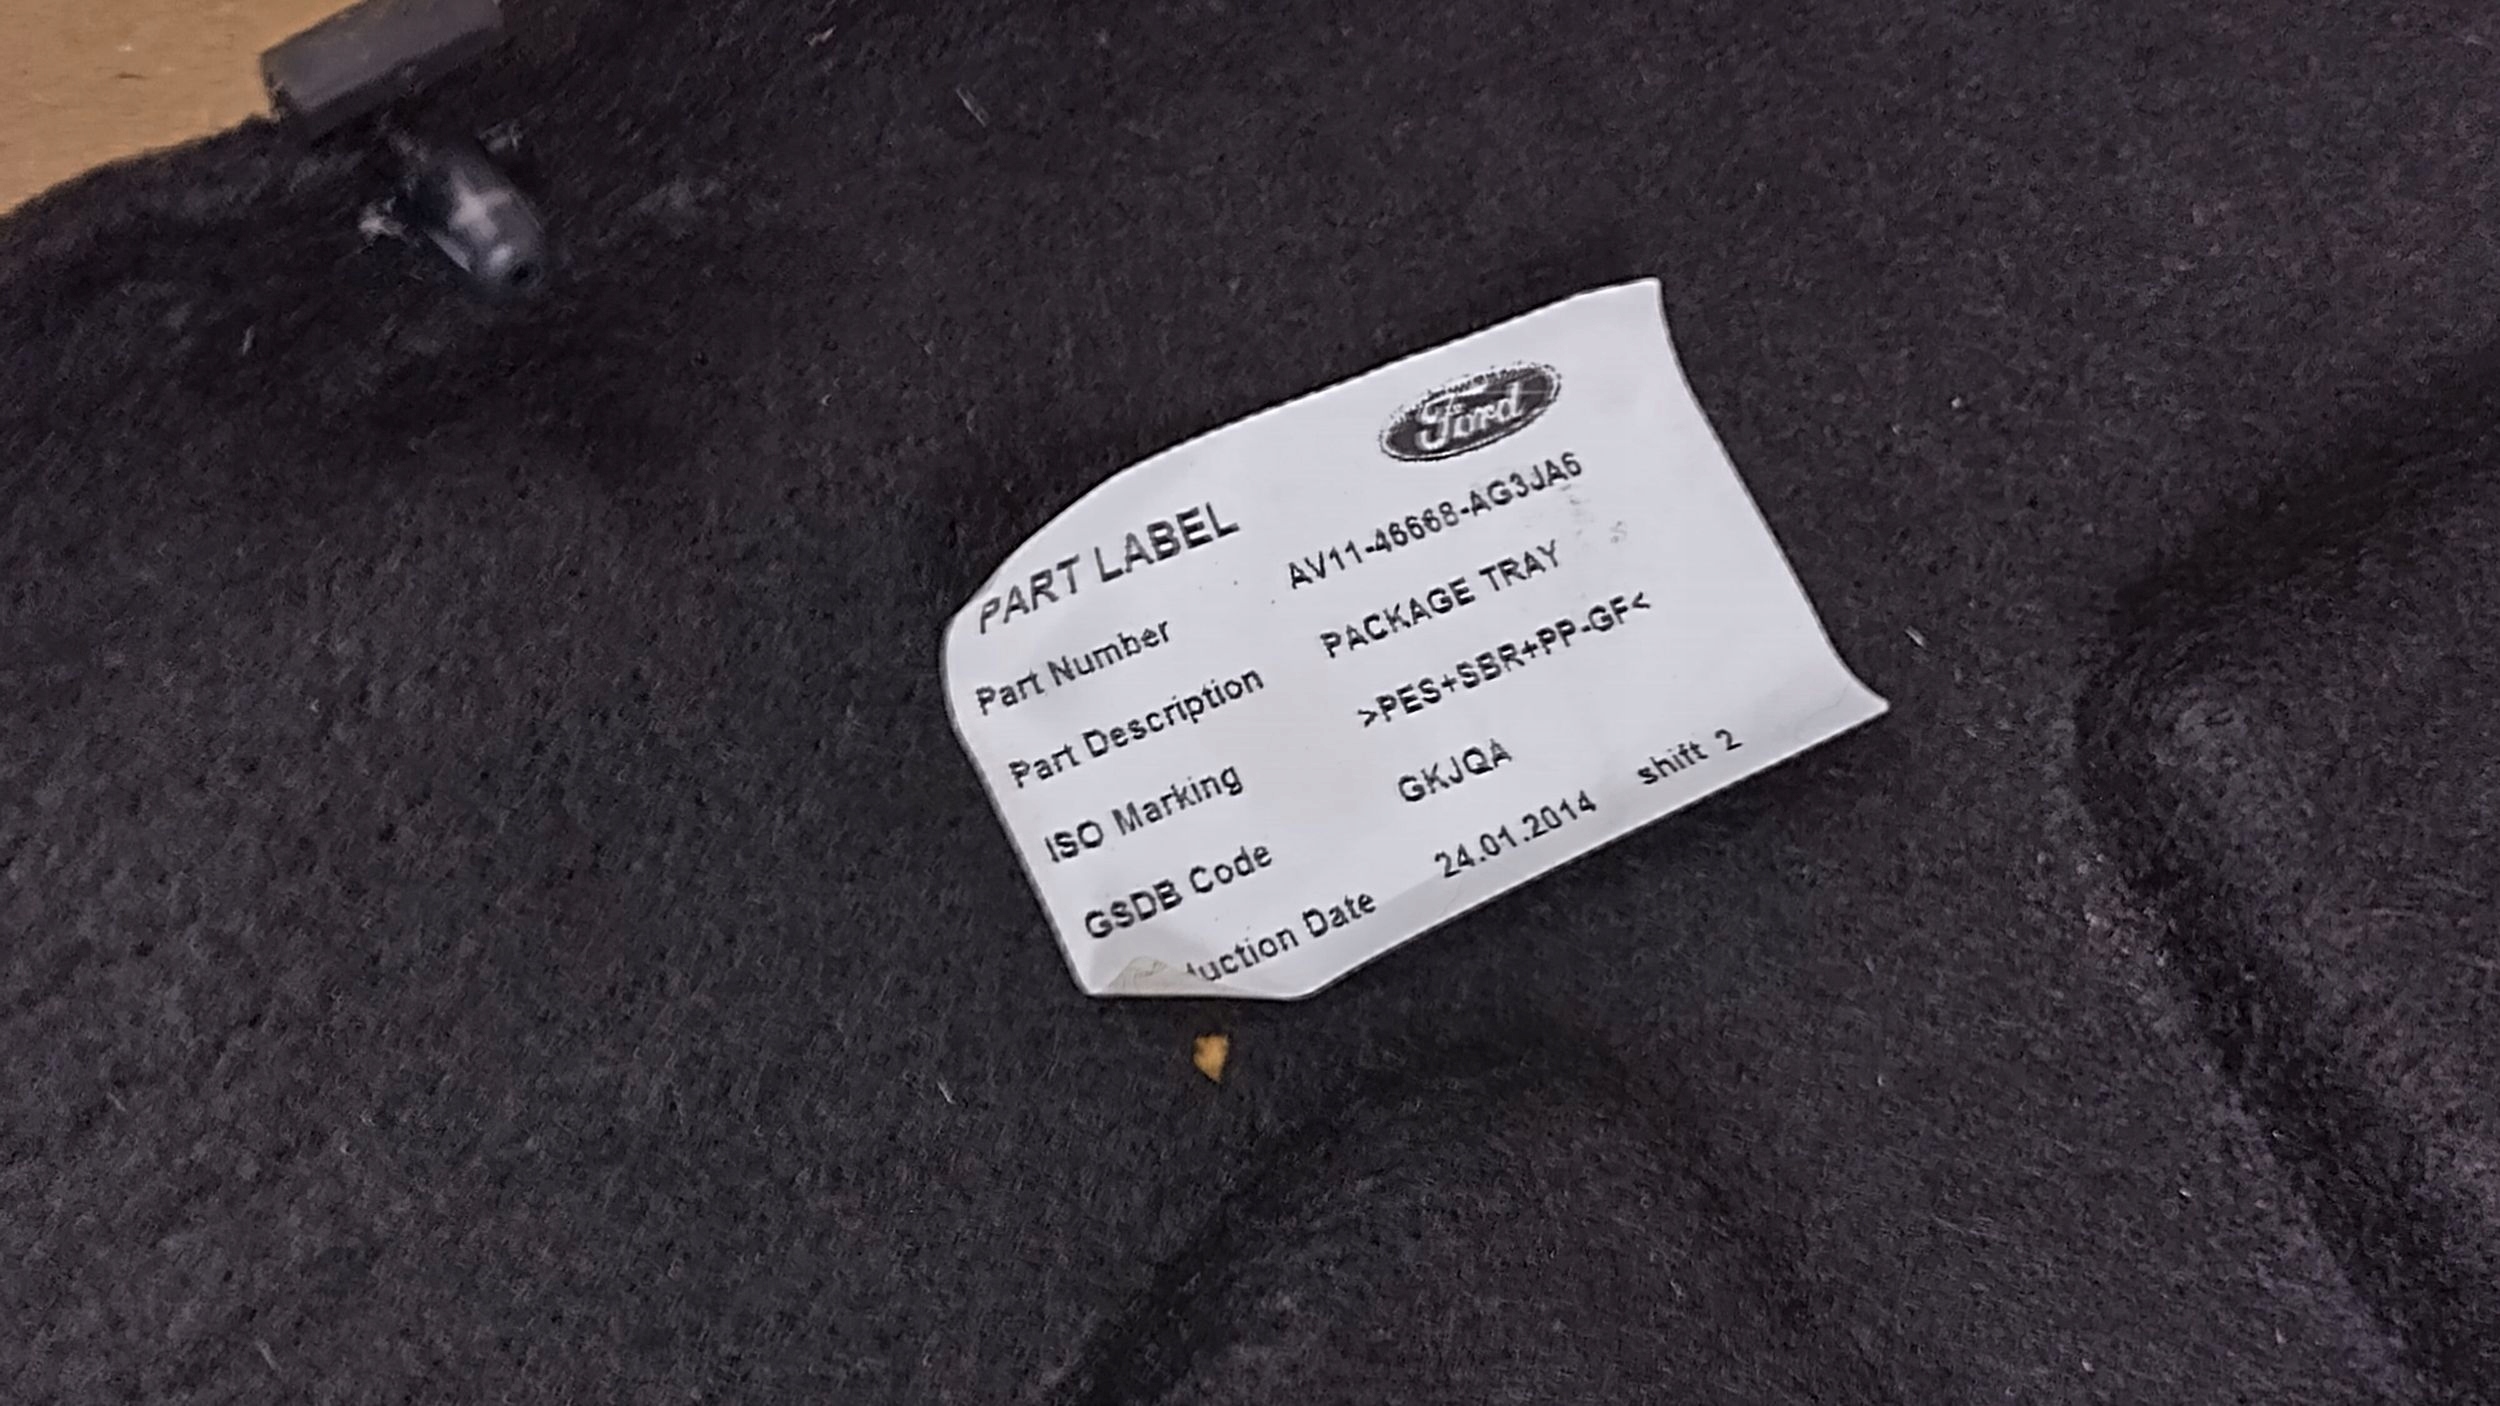 Ford
PART LABEL
Part Number AV11-46668-AG3JA6
Part Description PACKAGE TRAY
ISO Marking >PES+SBR+PP-GF<
GSDB Code GKJQA
uction Date 24.01.2014 shift 2